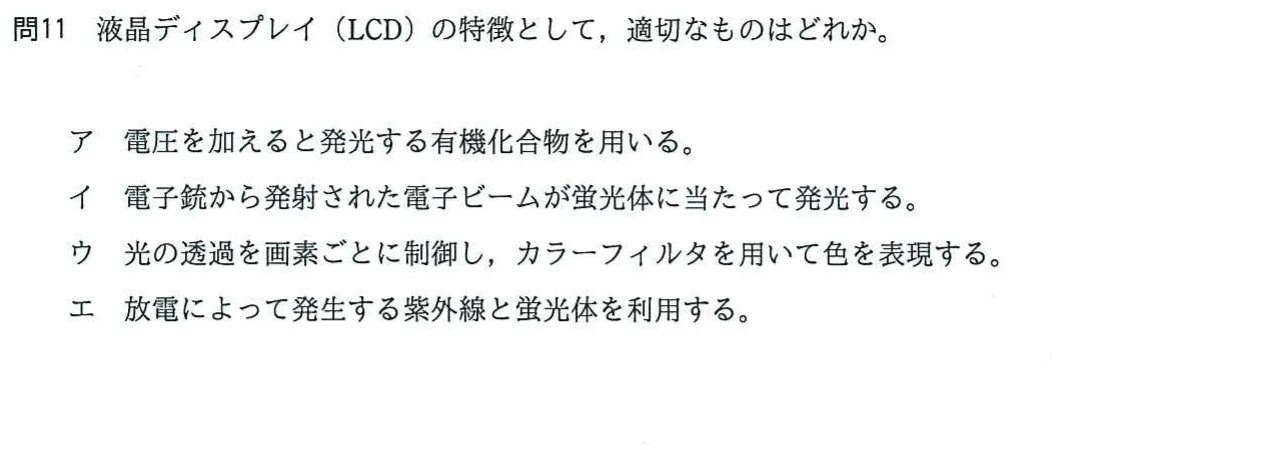 問11　液晶ディスプレイ（LCD）の特徴として，適切なものはどれか。
ア　電圧を加えると発光する有機化合物を用いる。
イ　電子銃から発射された電子ビームが蛍光体に当たって発光する。
ウ　光の透過を画素ごとに制御し，カラーフィルタを用いて色を表現する。
エ　放電によって発生する紫外線と蛍光体を利用する。